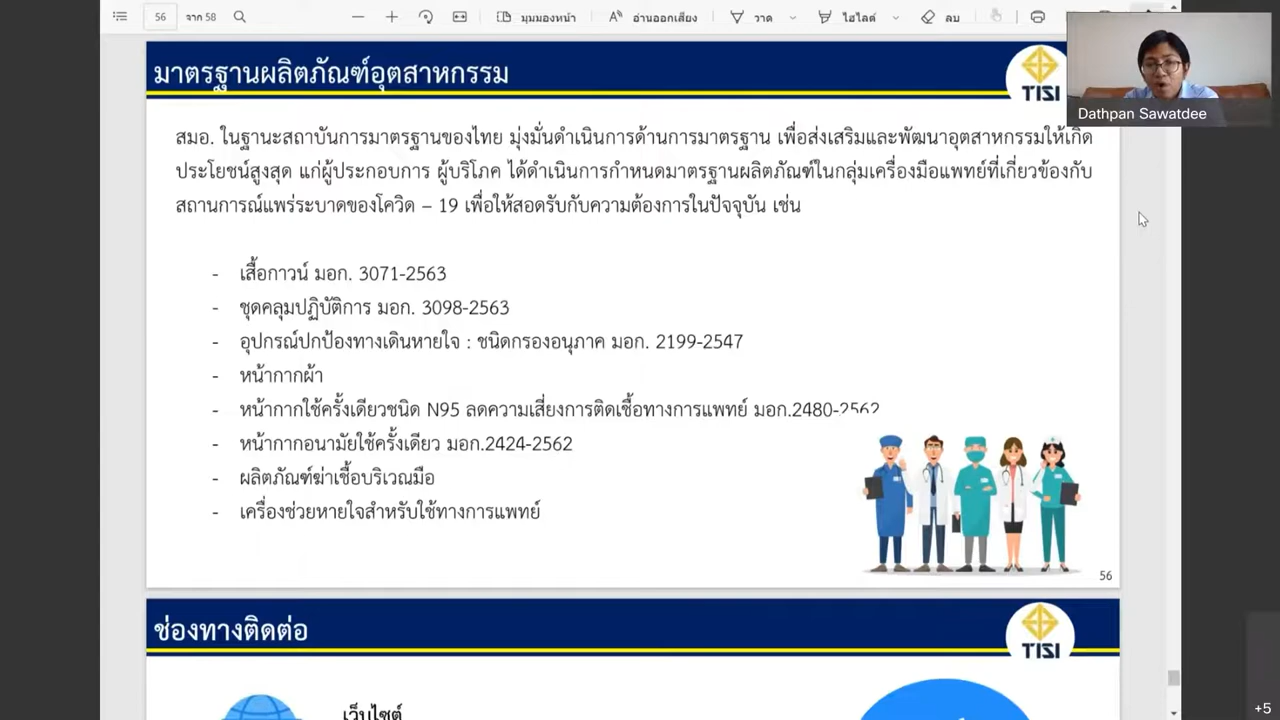 56 จาก 58 มุมมองหน้า อ่านออกเสียง วาด ไฮไลต์ ลบ
มาตรฐานผลิตภัณฑ์อุตสาหกรรม
TISI
Dathpan Sawatdee
สมอ. ในฐานะสถาบันการมาตรฐานของไทย มุ่งมั่นดำเนินการด้านการมาตรฐาน เพื่อส่งเสริมและพัฒนาอุตสาหกรรมให้เกิด
ประโยชน์สูงสุด แก่ผู้ประกอบการ ผู้บริโภค ได้ดำเนินการกำหนดมาตรฐานผลิตภัณฑ์ในกลุ่มเครื่องมือแพทย์ที่เกี่ยวข้องกับ
สถานการณ์แพร่ระบาดของโควิด – 19 เพื่อให้สอดรับกับความต้องการในปัจจุบัน เช่น
- เสื้อกาวน์ มอก. 3071-2563
- ชุดคลุมปฏิบัติการ มอก. 3098-2563
- อุปกรณ์ปกป้องทางเดินหายใจ : ชนิดกรองอนุภาค มอก. 2199-2547
- หน้ากากผ้า
- หน้ากากใช้ครั้งเดียวชนิด N95 ลดความเสี่ยงการติดเชื้อทางการแพทย์ มอก.2480-2562
- หน้ากากอนามัยใช้ครั้งเดียว มอก.2424-2562
- ผลิตภัณฑ์ฆ่าเชื้อบริเวณมือ
- เครื่องช่วยหายใจสำหรับใช้ทางการแพทย์
56
ช่องทางติดต่อ
TISI
เว็บไซต์
+5